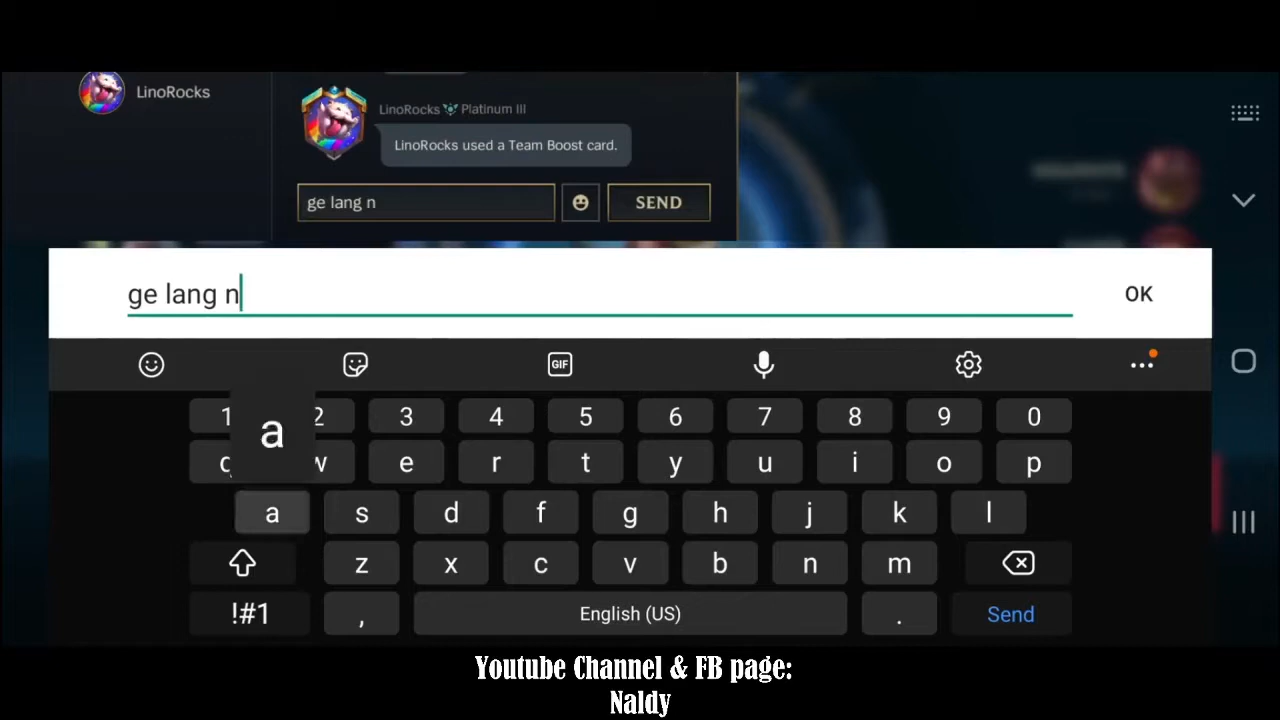 LinoRocks
LinoRocks Platinum III
LinoRocks used a Team Boost card.
ge lang n
SEND
ge lang n
OK
GIF
1 2 3 4 5 6 7 8 9 0
a
q w e r t y u i o p
a s d f g h j k l
z x c v b n m
!#1 , English (US) . Send
Youtube Channel & FB page:
Naldy